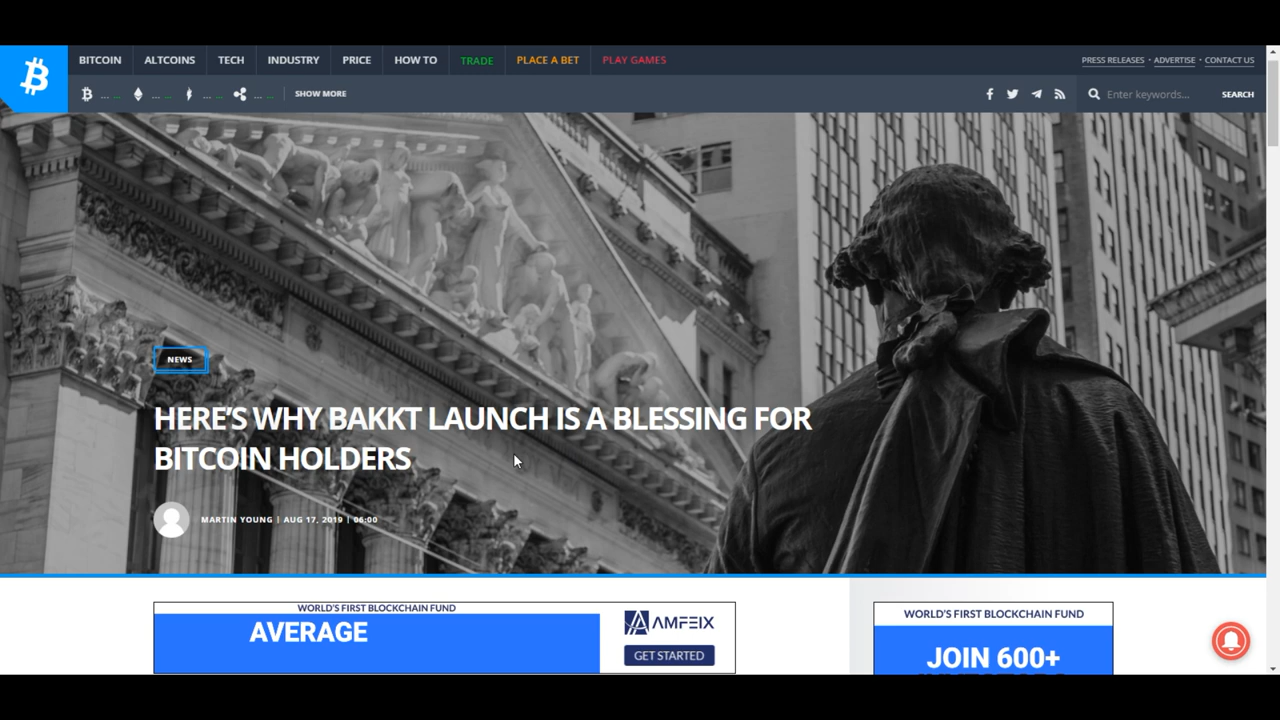 BITCOIN ALTCOINS TECH INDUSTRY PRICE HOW TO TRADE PLACE A BET PLAY GAMES PRESS RELEASES • ADVERTISE • CONTACT US
... ... ... ... SHOW MORE Enter keywords... SEARCH
NEWS
HERE'S WHY BAKKT LAUNCH IS A BLESSING FOR
BITCOIN HOLDERS
MARTIN YOUNG | AUG 17, 2019 | 06:00
WORLD'S FIRST BLOCKCHAIN FUND
AVERAGE
AMFEIX
GET STARTED
WORLD'S FIRST BLOCKCHAIN FUND
JOIN 600+